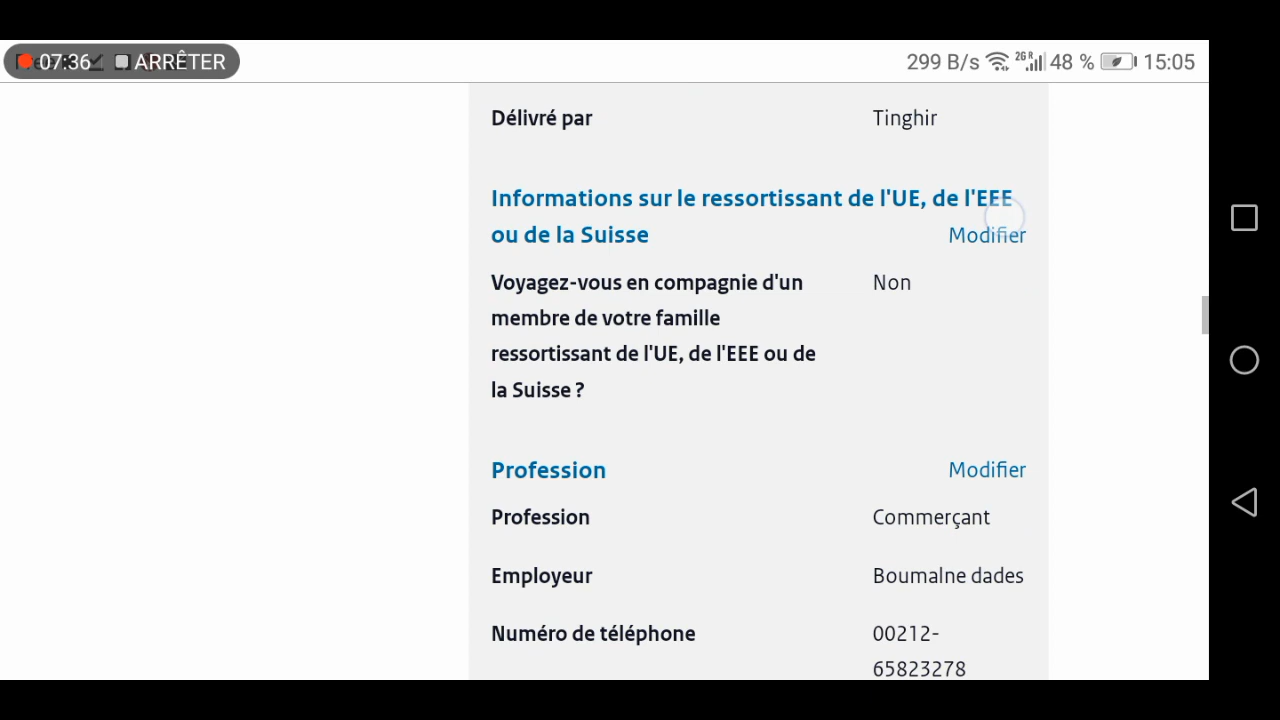 07:36 ARRÊTER 299 B/s 2G R 48 % 15:05
Délivré par Tinghir
Informations sur le ressortissant de l'UE, de l'EEE
ou de la Suisse Modifier
Voyagez-vous en compagnie d'un Non
membre de votre famille
ressortissant de l'UE, de l'EEE ou de
la Suisse ?
Profession Modifier
Profession Commerçant
Employeur Boumalne dades
Numéro de téléphone 00212-
65823278